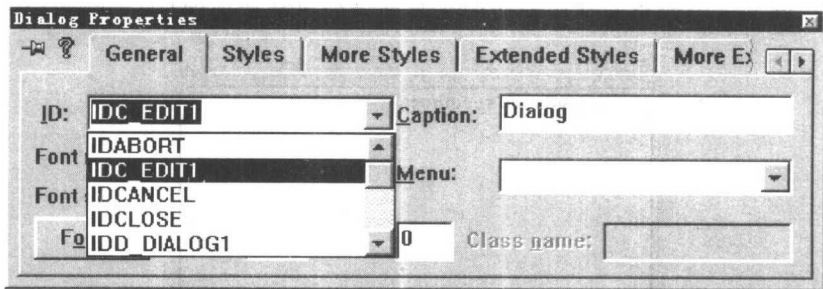 Dialog Properties
General Styles More Styles Extended Styles More Ex
ID: IDC_EDIT1 Caption: Dialog
IDABORT
Font IDC_EDIT1 Menu:
Font IDCANCEL
IDCLOSE
Fo IDD_DIALOG1 0 Class name: